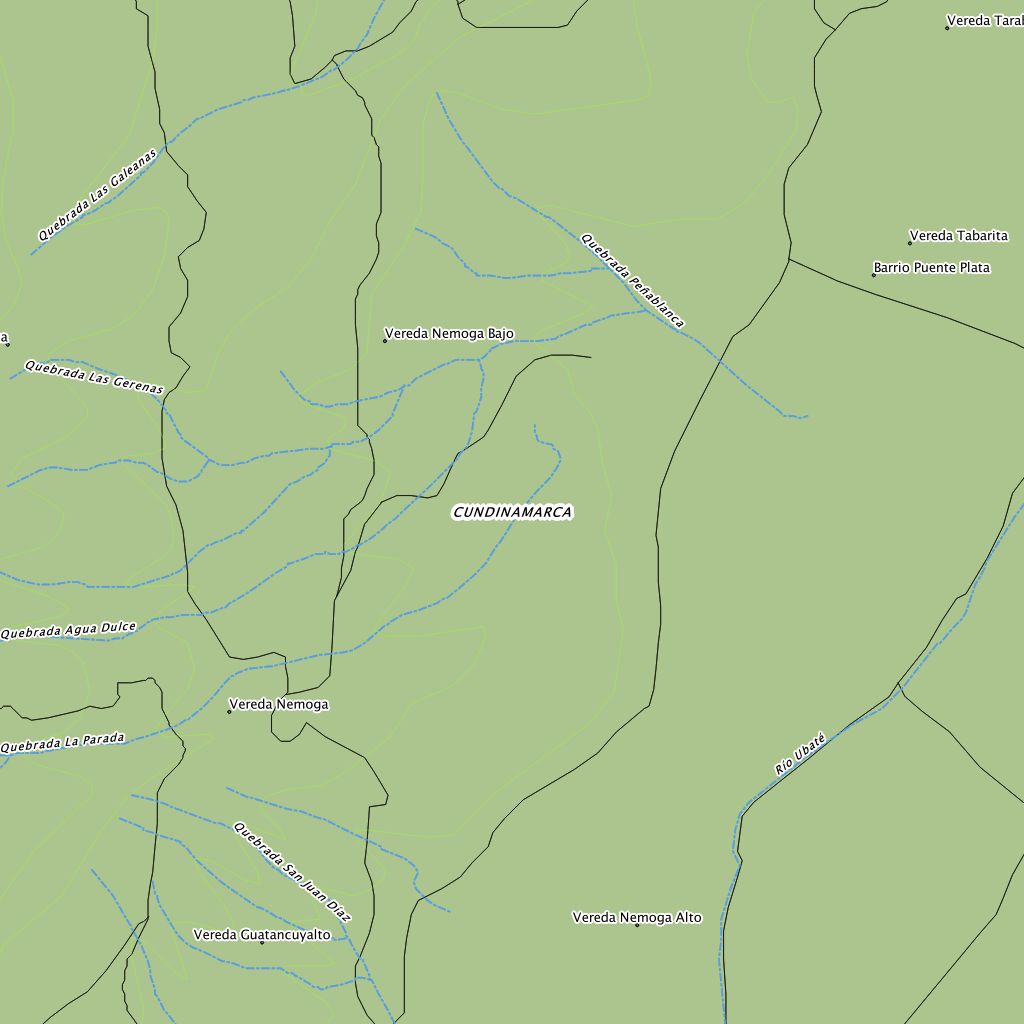 Vereda Tarab
Quebrada Las Galeanas
Vereda Tabarita
Quebrada Peñablanca
Barrio Puente Plata
Vereda Nemoga Bajo
a
Quebrada Las Gerenas
CUNDINAMARCA
Quebrada Agua Dulce
Vereda Nemoga
Quebrada La Parada
Río Ubaté
Quebrada San Juan Díaz
Vereda Nemoga Alto
Vereda Guatancuyalto